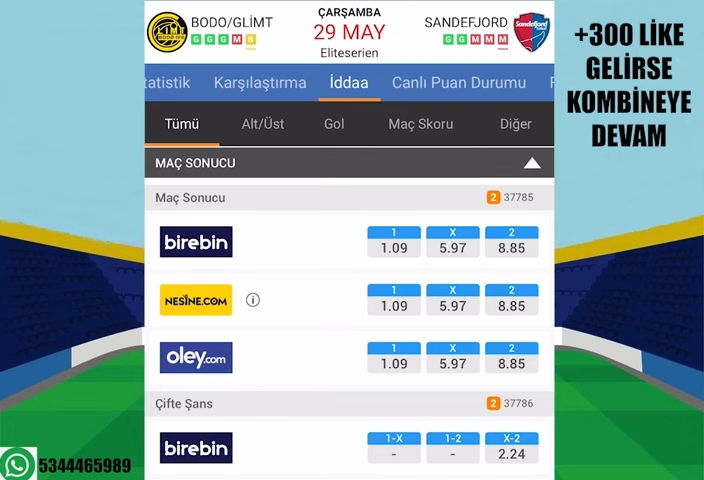 BODO/GLİMT
G G G M B
ÇARŞAMBA
29 MAY
Eliteserien
SANDEFJORD
G G M M M
Sandefjord
+300 LİKE
GELİRSE
KOMBİNEYE
DEVAM
tatistik Karşılaştırma İddaa Canlı Puan Durumu
Tümü Alt/Üst Gol Maç Skoru Diğer
MAÇ SONUCU
Maç Sonucu 2 37785
birebin
1 X 2
1.09 5.97 8.85
NESİNE.COM
1 X 2
1.09 5.97 8.85
oley.com
1 X 2
1.09 5.97 8.85
Çifte Şans 2 37786
birebin
1-X 1-2 X-2
- - 2.24
5344465989